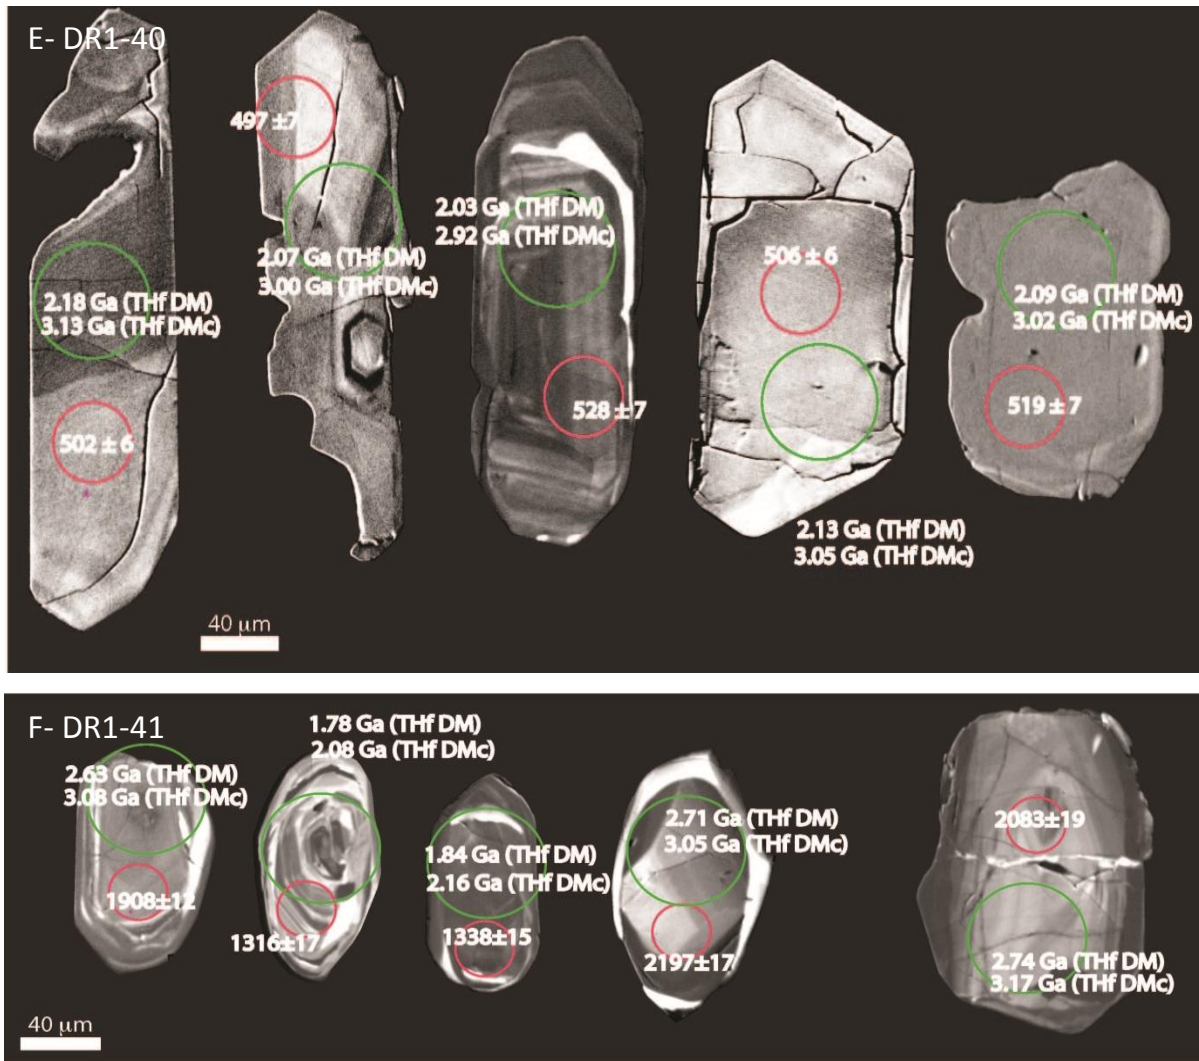 E- DR1-40
497 ±7
2.18 Ga (THf DM)
3.13 Ga (THf DMc)
502 ± 6
2.07 Ga (THf DM)
3.00 Ga (THf DMc)
2.03 Ga (THf DM)
2.92 Ga (THf DMc)
528 ± 7
506 ± 6
2.13 Ga (THf DM)
3.05 Ga (THf DMc)
2.09 Ga (THf DM)
3.02 Ga (THf DMc)
519 ± 7
40 μm
F- DR1-41
2.63 Ga (THf DM)
3.08 Ga (THf DMc)
1908±12
1.78 Ga (THf DM)
2.08 Ga (THf DMc)
1316±17
1.84 Ga (THf DM)
2.16 Ga (THf DMc)
1338±15
2.71 Ga (THf DM)
3.05 Ga (THf DMc)
2197±17
2083±19
2.74 Ga (THf DM)
3.17 Ga (THf DMc)
40 μm